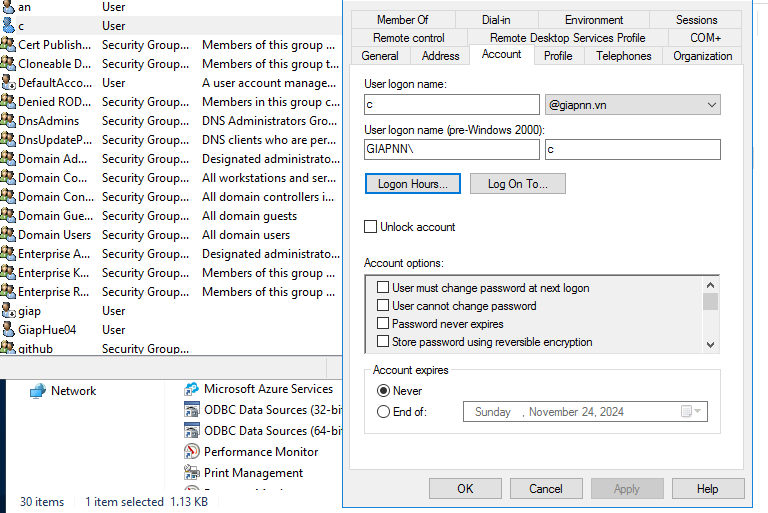 an User
c User
Cert Publish... Security Group... Members of this group ...
Cloneable D... Security Group... Members of this group t...
DefaultAcco... User A user account manage...
Denied ROD... Security Group... Members in this group c...
DnsAdmins Security Group... DNS Administrators Gro...
DnsUpdateP... Security Group... DNS clients who are per...
Domain Ad... Security Group... Designated administrato...
Domain Co... Security Group... All workstations and ser...
Domain Con... Security Group... All domain controllers i...
Domain Gue... Security Group... All domain guests
Domain Users Security Group... All domain users
Enterprise A... Security Group... Designated administrato...
Enterprise K... Security Group... Members of this group ...
Enterprise R... Security Group... Members of this group ...
giap User
GiapHue04 User
github Security Group...
Network
Microsoft Azure Services
ODBC Data Sources (32-bi
ODBC Data Sources (64-bi
Performance Monitor
Print Management
30 items 1 item selected 1.13 KB
Member Of Dial-in Environment Sessions
Remote control Remote Desktop Services Profile COM+
General Address Account Profile Telephones Organization
User logon name:
c @giapnn.vn
User logon name (pre-Windows 2000):
GIAPNN\ c
Logon Hours... Log On To...
Unlock account
Account options:
User must change password at next logon
User cannot change password
Password never expires
Store password using reversible encryption
Account expires
Never
End of: Sunday , November 24, 2024
OK Cancel Apply Help